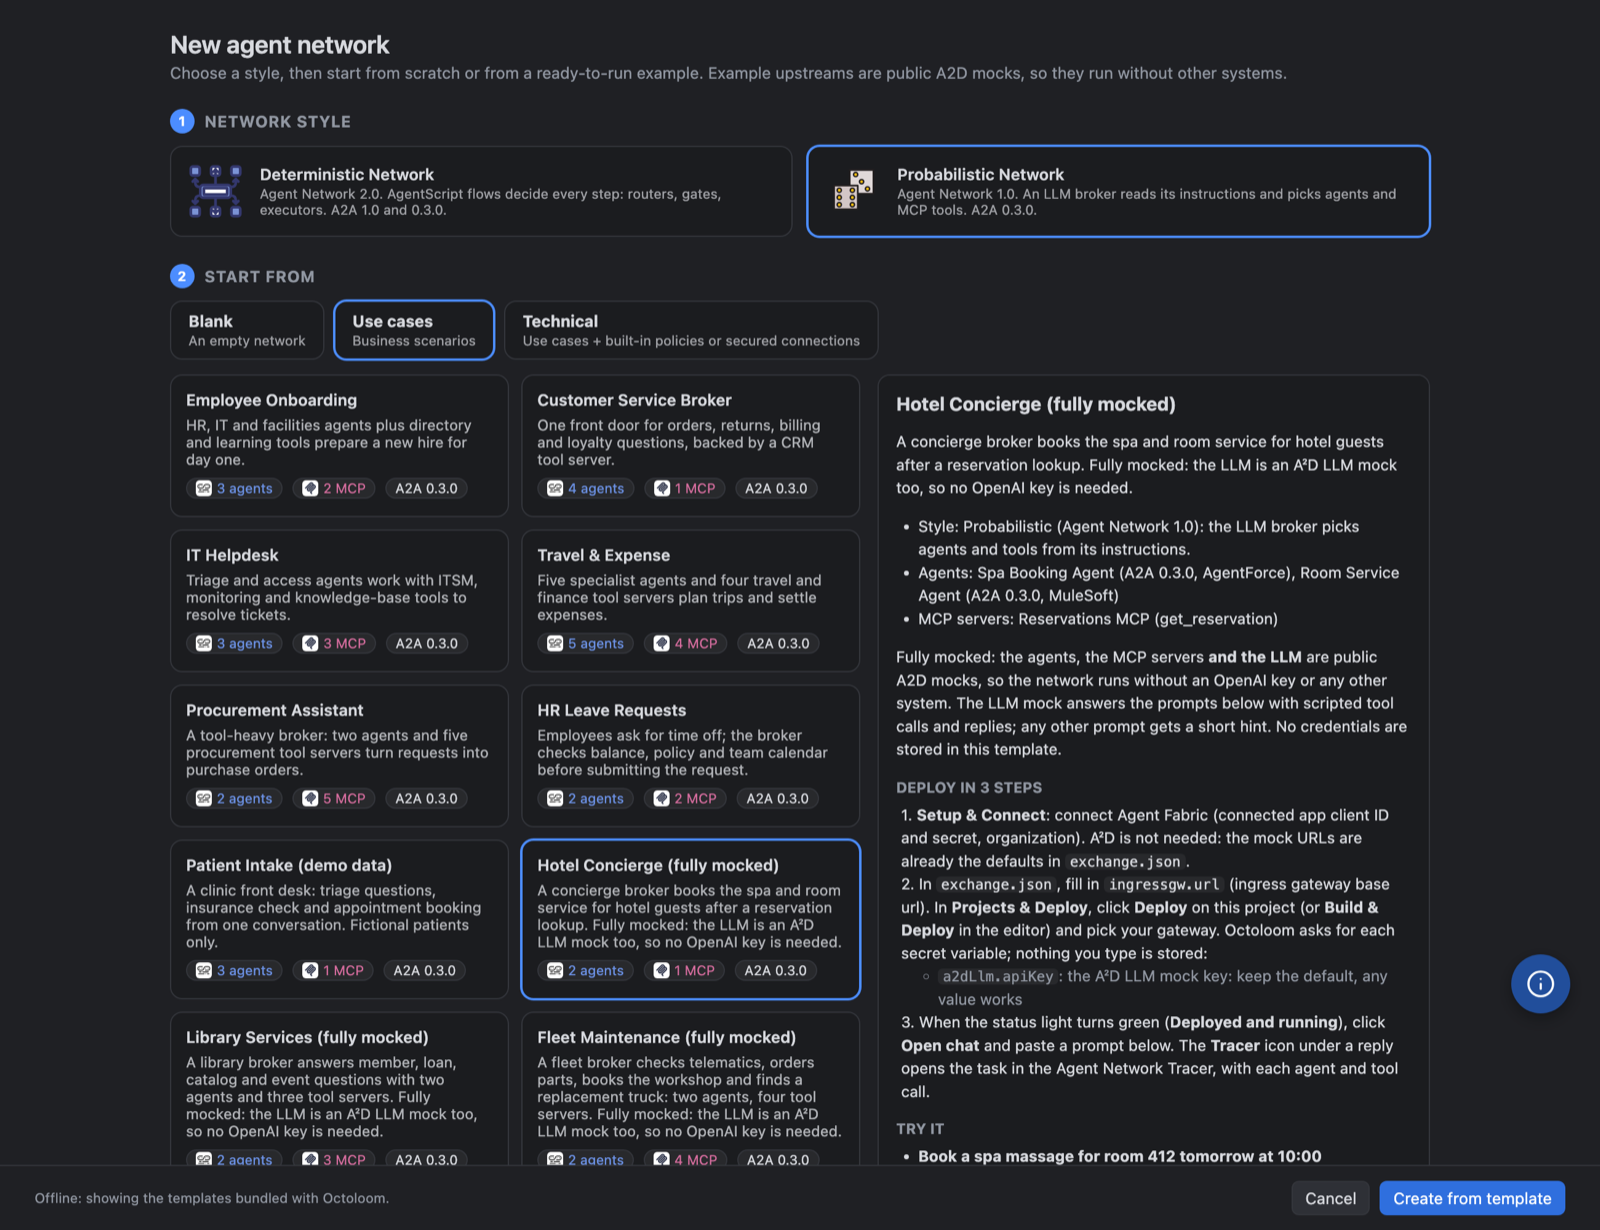 New agent network
Choose a style, then start from scratch or from a ready-to-run example. Example upstreams are public A2D mocks, so they run without other systems.
1 NETWORK STYLE
Deterministic Network
Agent Network 2.0. AgentScript flows decide every step: routers, gates,
executors. A2A 1.0 and 0.3.0.
Probabilistic Network
Agent Network 1.0. An LLM broker reads its instructions and picks agents and
MCP tools. A2A 0.3.0.
2 START FROM
Blank
An empty network
Use cases
Business scenarios
Technical
Use cases + built-in policies or secured connections
Employee Onboarding
HR, IT and facilities agents plus directory
and learning tools prepare a new hire for
day one.
3 agents 2 MCP A2A 0.3.0
Customer Service Broker
One front door for orders, returns, billing
and loyalty questions, backed by a CRM
tool server.
4 agents 1 MCP A2A 0.3.0
IT Helpdesk
Triage and access agents work with ITSM,
monitoring and knowledge-base tools to
resolve tickets.
3 agents 3 MCP A2A 0.3.0
Travel & Expense
Five specialist agents and four travel and
finance tool servers plan trips and settle
expenses.
5 agents 4 MCP A2A 0.3.0
Procurement Assistant
A tool-heavy broker: two agents and five
procurement tool servers turn requests into
purchase orders.
2 agents 5 MCP A2A 0.3.0
HR Leave Requests
Employees ask for time off; the broker
checks balance, policy and team calendar
before submitting the request.
2 agents 2 MCP A2A 0.3.0
Patient Intake (demo data)
A clinic front desk: triage questions,
insurance check and appointment booking
from one conversation. Fictional patients
only.
3 agents 1 MCP A2A 0.3.0
Hotel Concierge (fully mocked)
A concierge broker books the spa and room
service for hotel guests after a reservation
lookup. Fully mocked: the LLM is an A²D
LLM mock too, so no OpenAI key is needed.
2 agents 1 MCP A2A 0.3.0
Library Services (fully mocked)
A library broker answers member, loan,
catalog and event questions with two
agents and three tool servers. Fully
mocked: the LLM is an A²D LLM mock too,
so no OpenAI key is needed.
2 agents 3 MCP A2A 0.3.0
Fleet Maintenance (fully mocked)
A fleet broker checks telematics, orders
parts, books the workshop and finds a
replacement truck: two agents, four tool
servers. Fully mocked: the LLM is an A²D
LLM mock too, so no OpenAI key is needed.
2 agents 4 MCP A2A 0.3.0
Hotel Concierge (fully mocked)
A concierge broker books the spa and room service for hotel guests
after a reservation lookup. Fully mocked: the LLM is an A²D LLM mock
too, so no OpenAI key is needed.
• Style: Probabilistic (Agent Network 1.0): the LLM broker picks
agents and tools from its instructions.
• Agents: Spa Booking Agent (A2A 0.3.0, AgentForce), Room Service
Agent (A2A 0.3.0, MuleSoft)
• MCP servers: Reservations MCP (get_reservation)
Fully mocked: the agents, the MCP servers and the LLM are public
A2D mocks, so the network runs without an OpenAI key or any other
system. The LLM mock answers the prompts below with scripted tool
calls and replies; any other prompt gets a short hint. No credentials are
stored in this template.
DEPLOY IN 3 STEPS
1. Setup & Connect: connect Agent Fabric (connected app client ID
and secret, organization). A²D is not needed: the mock URLs are
already the defaults in exchange.json.
2. In exchange.json, fill in ingressgw.url (ingress gateway base
url). In Projects & Deploy, click Deploy on this project (or Build &
Deploy in the editor) and pick your gateway. Octoloom asks for each
secret variable; nothing you type is stored:
◦ a2dLlm.apiKey: the A²D LLM mock key: keep the default, any
value works
3. When the status light turns green (Deployed and running), click
Open chat and paste a prompt below. The Tracer icon under a reply
opens the task in the Agent Network Tracer, with each agent and tool
call.
TRY IT
• Book a spa massage for room 412 tomorrow at 10:00
Offline: showing the templates bundled with Octoloom.
Cancel
Create from template